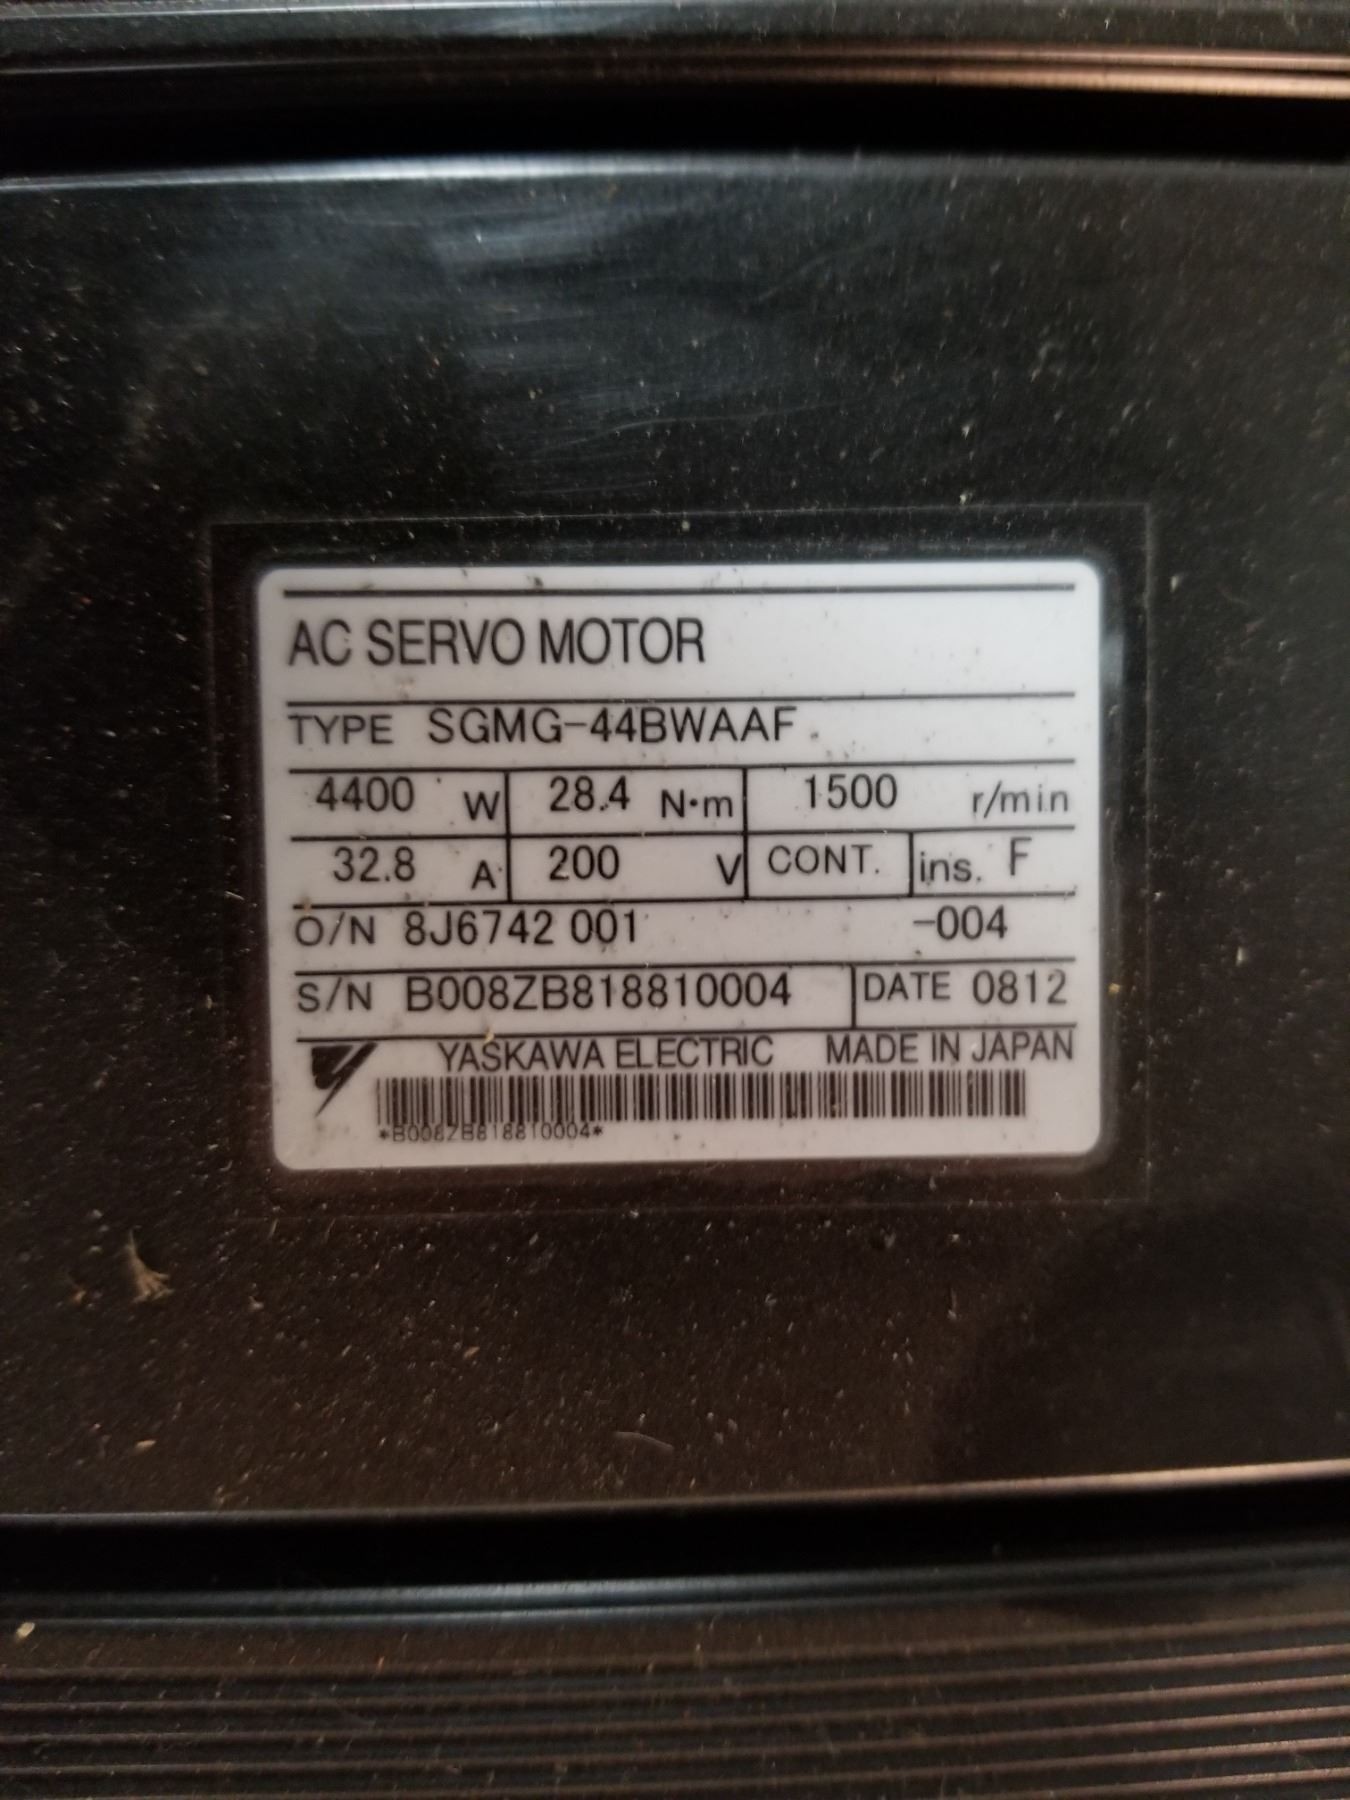 AC SERVO MOTOR
TYPE SGMG-44BWAAF
4400 W 28.4 N·m 1500 r/min
32.8 A 200 V CONT. ins. F
O/N 8J6742 001 -004
S/N B008ZB818810004 DATE 0812
YASKAWA ELECTRIC MADE IN JAPAN
*B008ZB818810004*